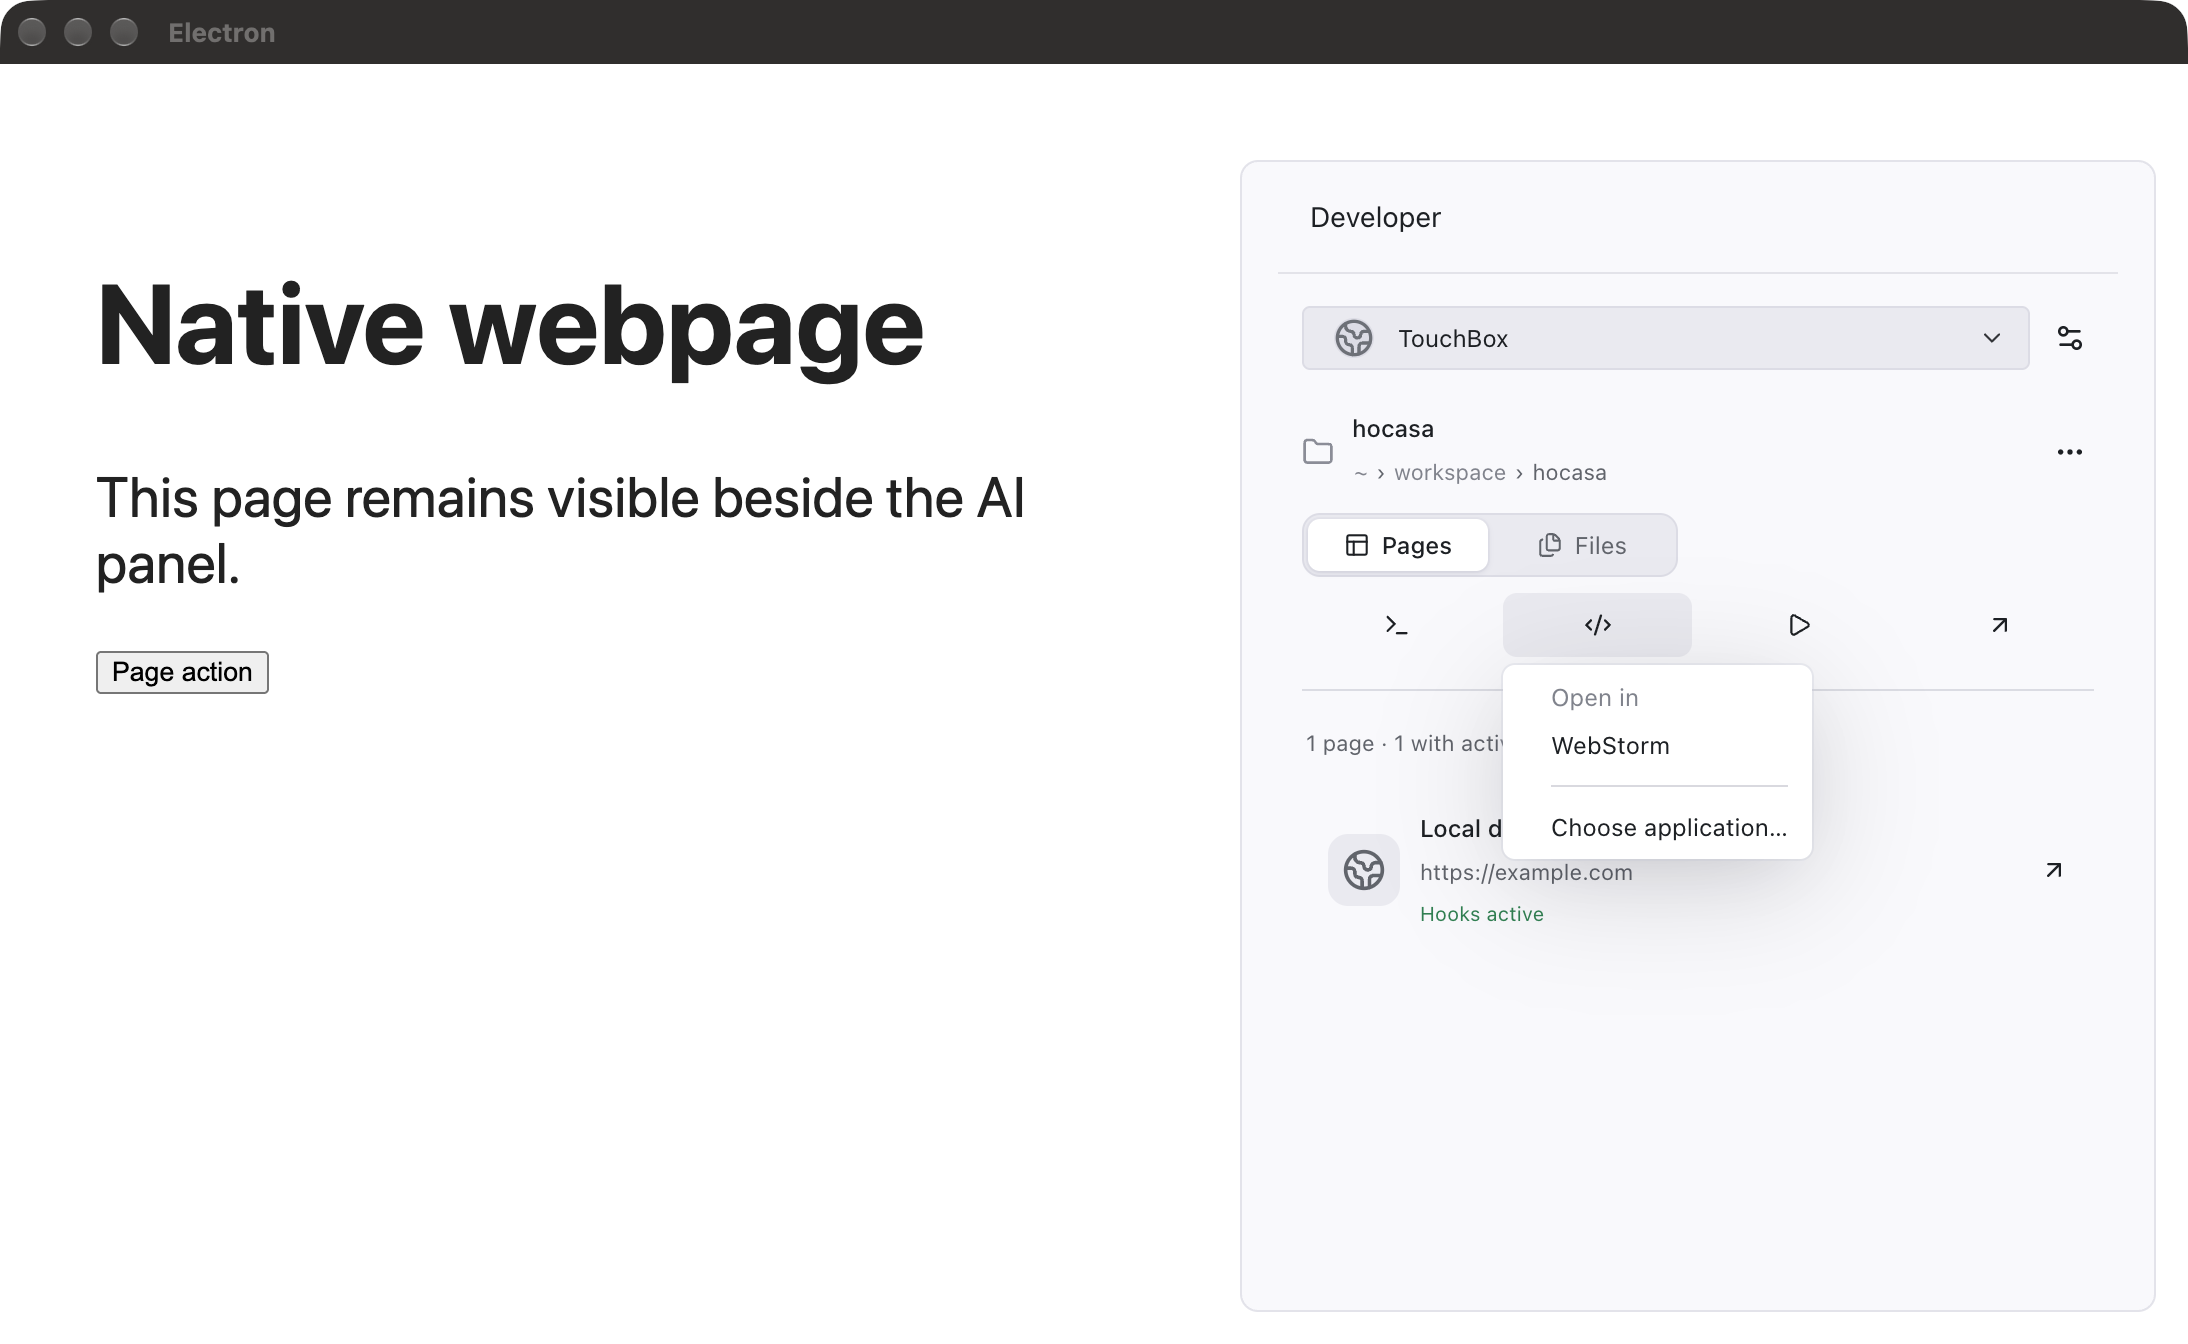 Electron
Native webpage
This page remains visible beside the AI
panel.
Page action
Developer
TouchBox
hocasa
~ › workspace › hocasa
Pages
Files
>_
</>
Open in
WebStorm
Choose application...
1 page · 1 with
Local
https://example.com
Hooks active